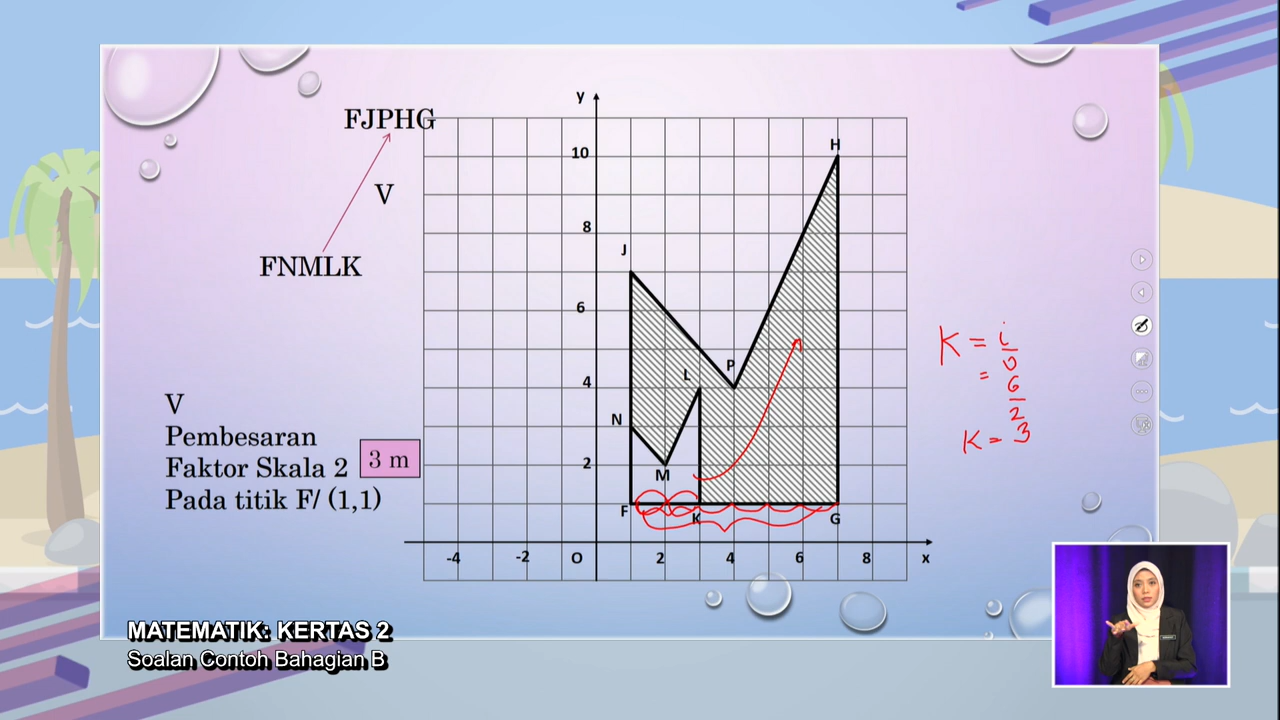 FJPHG
V
FNMLK
V
Pembesaran
Faktor Skala 2
3 m
Pada titik F/ (1,1)
y
10
8
6
4
2
H
J
P
L
N
M
F
K
G
-4
-2
O
2
4
6
8
x
K = i/o
= 6/2
K = 3
MATEMATIK: KERTAS 2
Soalan Contoh Bahagian B